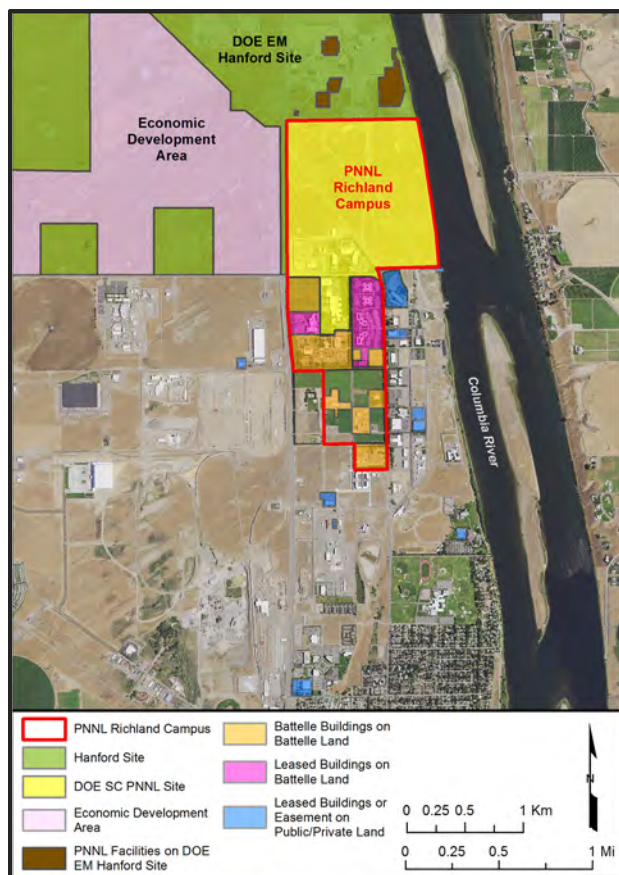 DOE EM
Hanford Site
Economic
Development
Area
PNNL
Richland
Campus
Columbia River
PNNL Richland Campus
Hanford Site
DOE SC PNNL Site
Economic Development
Area
PNNL Facilities on DOE
EM Hanford Site
Battelle Buildings on
Battelle Land
Leased Buildings on
Battelle Land
Leased Buildings or
Easement on
Public/Private Land
N
0 0.25 0.5 1 Km
0 0.25 0.5 1 Mi